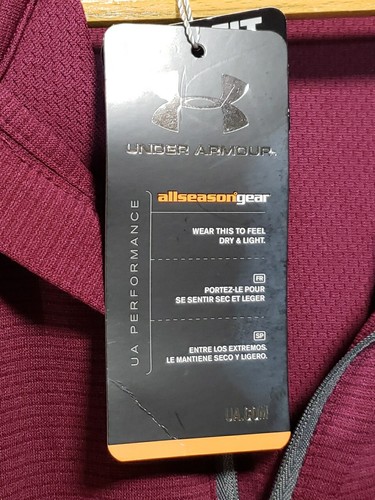 FIT
UNDER ARMOUR
allseasongear
WEAR THIS TO FEEL
DRY & LIGHT.
FR
PORTEZ-LE POUR
SE SENTIR SEC ET LEGER
SP
ENTRE LOS EXTREMOS.
LE MANTIENE SECO Y LIGERO.
UA PERFORMANCE
UA.COM